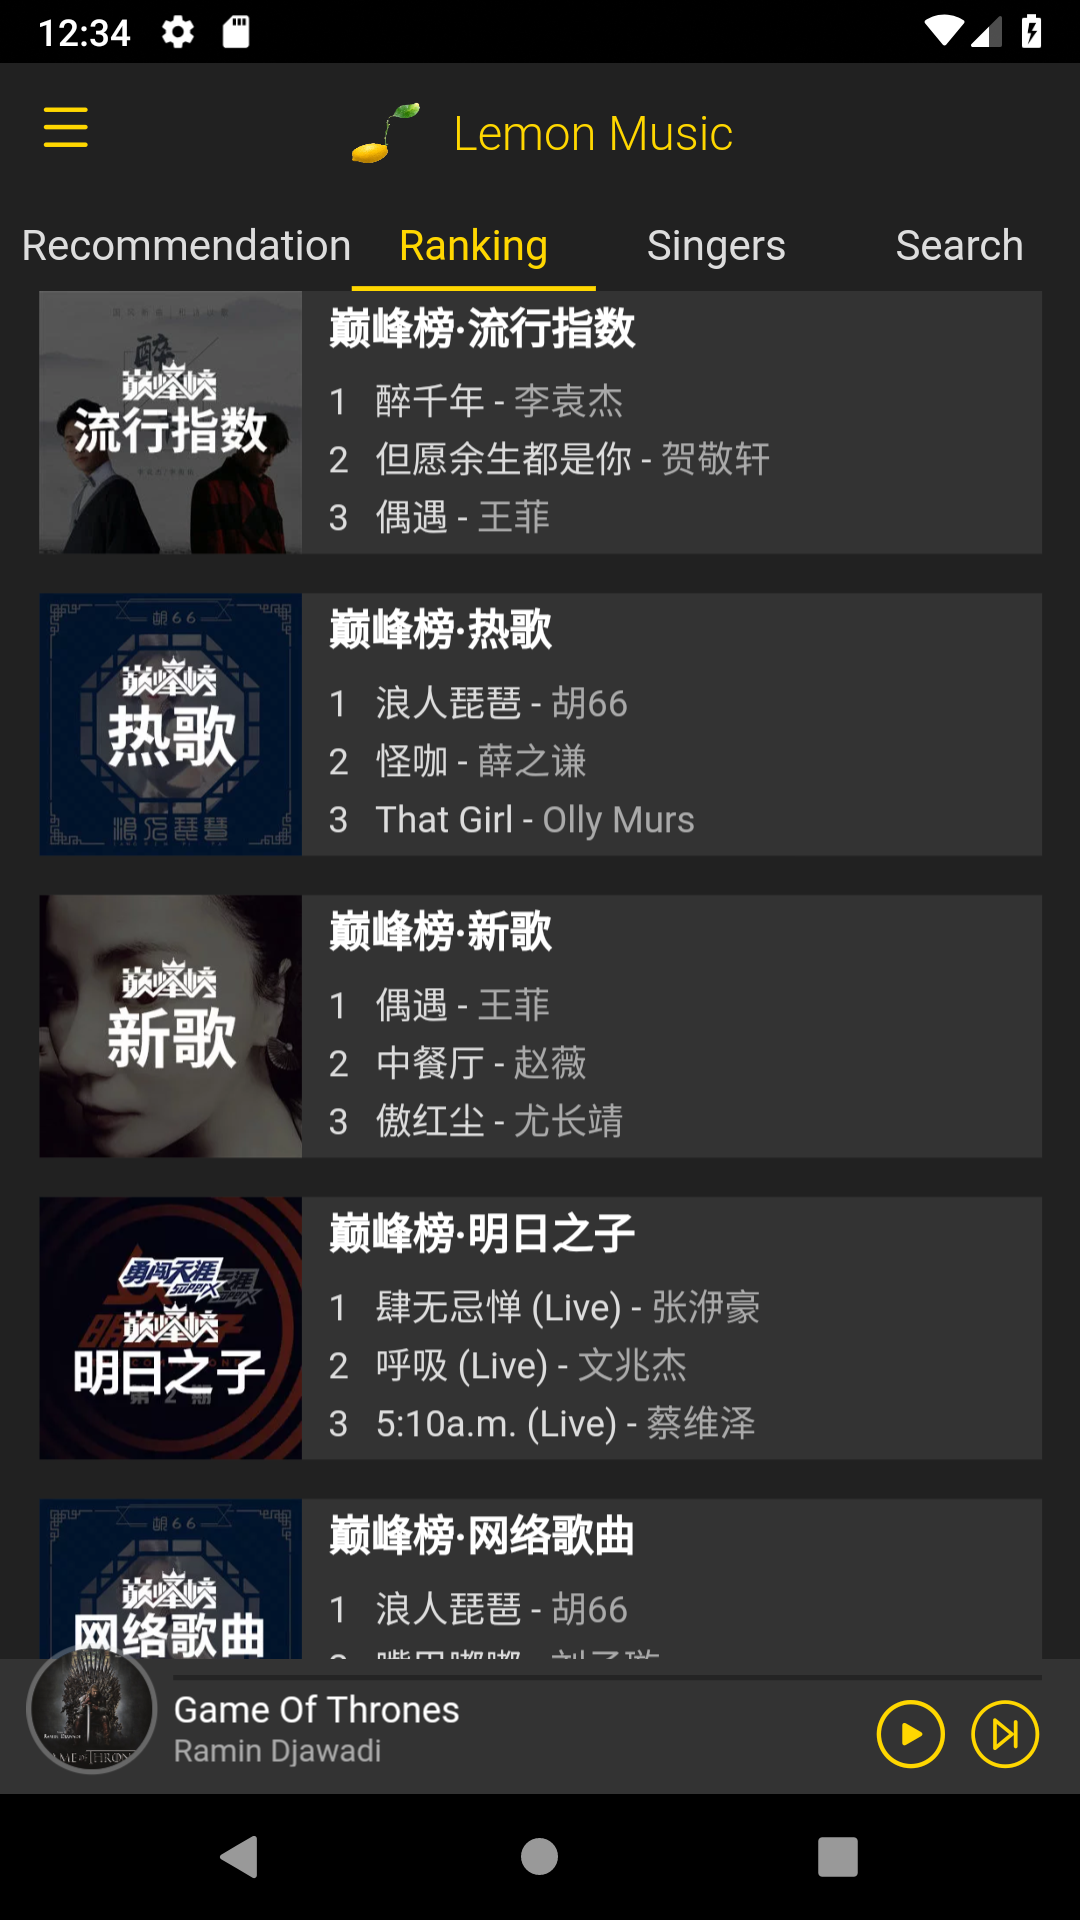 12:34
Lemon Music
Recommendation Ranking Singers Search
醉
巅峰榜
流行指数
巅峰榜·流行指数
1 醉千年 - 李袁杰
2 但愿余生都是你 - 贺敬轩
3 偶遇 - 王菲
胡66
巅峰榜
热歌
浪人琵琶
巅峰榜·热歌
1 浪人琵琶 - 胡66
2 怪咖 - 薛之谦
3 That Girl - Olly Murs
巅峰榜
新歌
巅峰榜·新歌
1 偶遇 - 王菲
2 中餐厅 - 赵薇
3 傲红尘 - 尤长靖
勇闯天涯
SUPERX
巅峰榜
明日之子
第2期
巅峰榜·明日之子
1 肆无忌惮 (Live) - 张洢豪
2 呼吸 (Live) - 文兆杰
3 5:10a.m. (Live) - 蔡维泽
胡66
巅峰榜
网络歌曲
巅峰榜·网络歌曲
1 浪人琵琶 - 胡66
Game Of Thrones
Ramin Djawadi